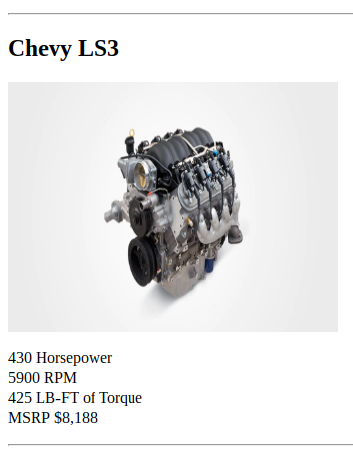 Chevy LS3
430 Horsepower
5900 RPM
425 LB-FT of Torque
MSRP $8,188